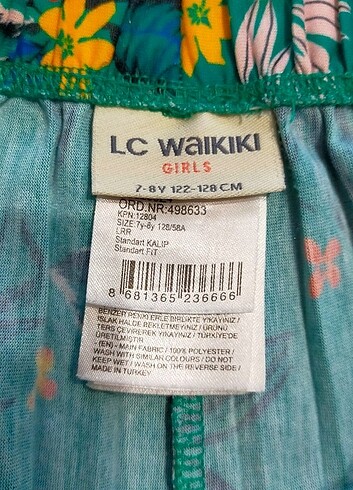 LC WAIKIKI
GIRLS
7-8Y 122-128 CM
ORD.NR:498633
KPN: 12804
SIZE:7y-8y 128/58A
LRR
Standart KALIP
Standart FIT
8 681365 236666
BENZER RENKLERLE BİRLİKTE YIKAYINIZ /
ISLAK HALDE BEKLETMEYİNİZ / ÜRÜNÜ
TERS ÇEVİREREK YIKAYINIZ / TÜRKİYE'DE
ÜRETİLMİŞTİR
- (EN) - MAIN FABRIC / 100% POLYESTER /
WASH WITH SIMILAR COLOURS / DO NOT
KEEP WET / WASH ON THE REVERSE SIDE /
MADE IN TURKEY